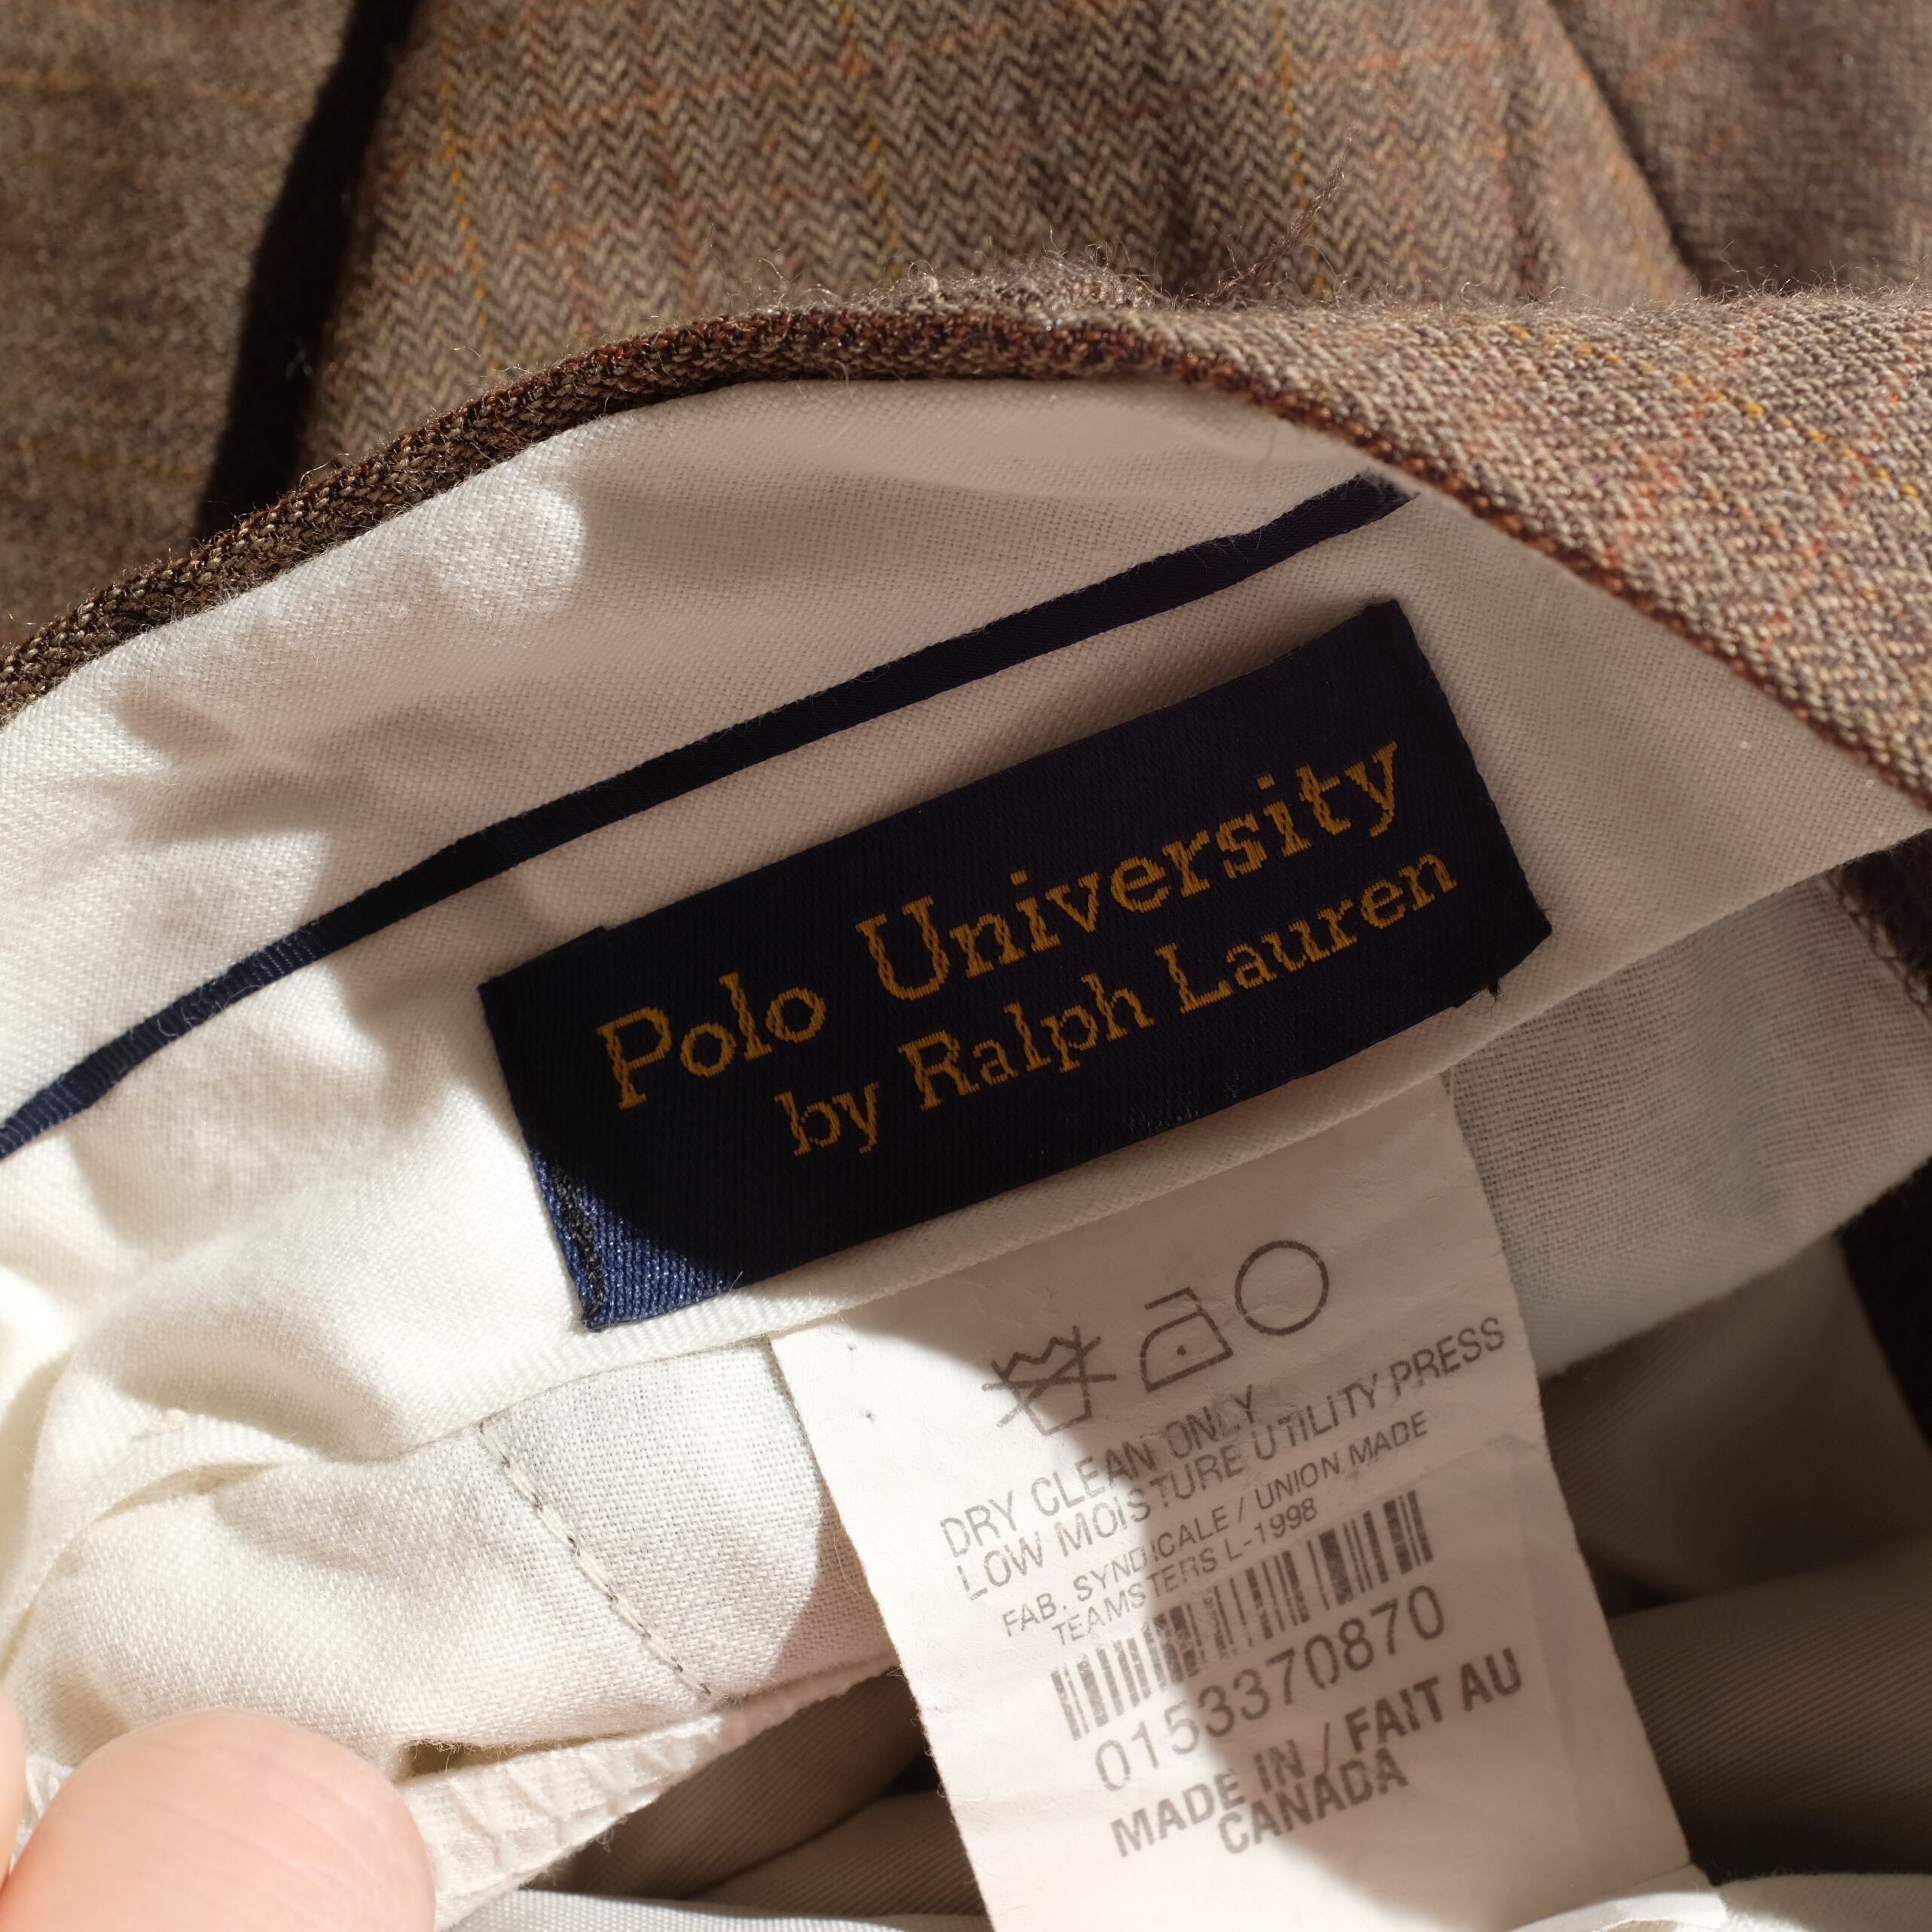 Polo University
by Ralph Lauren
DRY CLEAN ONLY
LOW MOISTURE UTILITY PRESS
FAB. SYNDICALE / UNION MADE
TEAMSTERS L-1998
0153370870
MADE IN / FAIT AU
CANADA